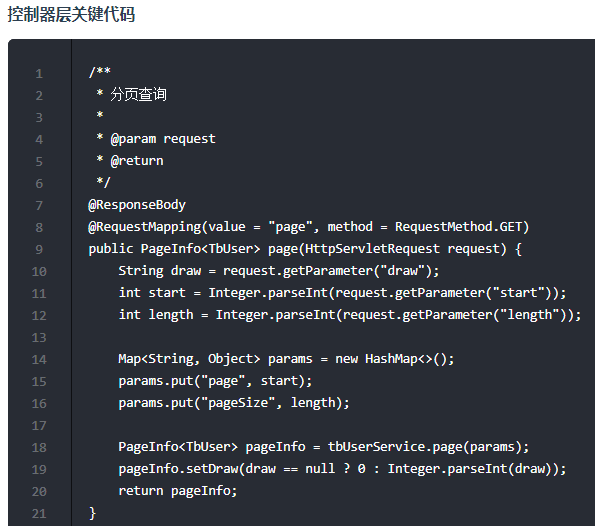 控制器层关键代码
1 /**
2 * 分页查询
3 *
4 * @param request
5 * @return
6 */
7 @ResponseBody
8 @RequestMapping(value = "page", method = RequestMethod.GET)
9 public PageInfo<TbUser> page(HttpServletRequest request) {
10 String draw = request.getParameter("draw");
11 int start = Integer.parseInt(request.getParameter("start"));
12 int length = Integer.parseInt(request.getParameter("length"));
13
14 Map<String, Object> params = new HashMap<>();
15 params.put("page", start);
16 params.put("pageSize", length);
17
18 PageInfo<TbUser> pageInfo = tbUserService.page(params);
19 pageInfo.setDraw(draw == null ? 0 : Integer.parseInt(draw));
20 return pageInfo;
21 }